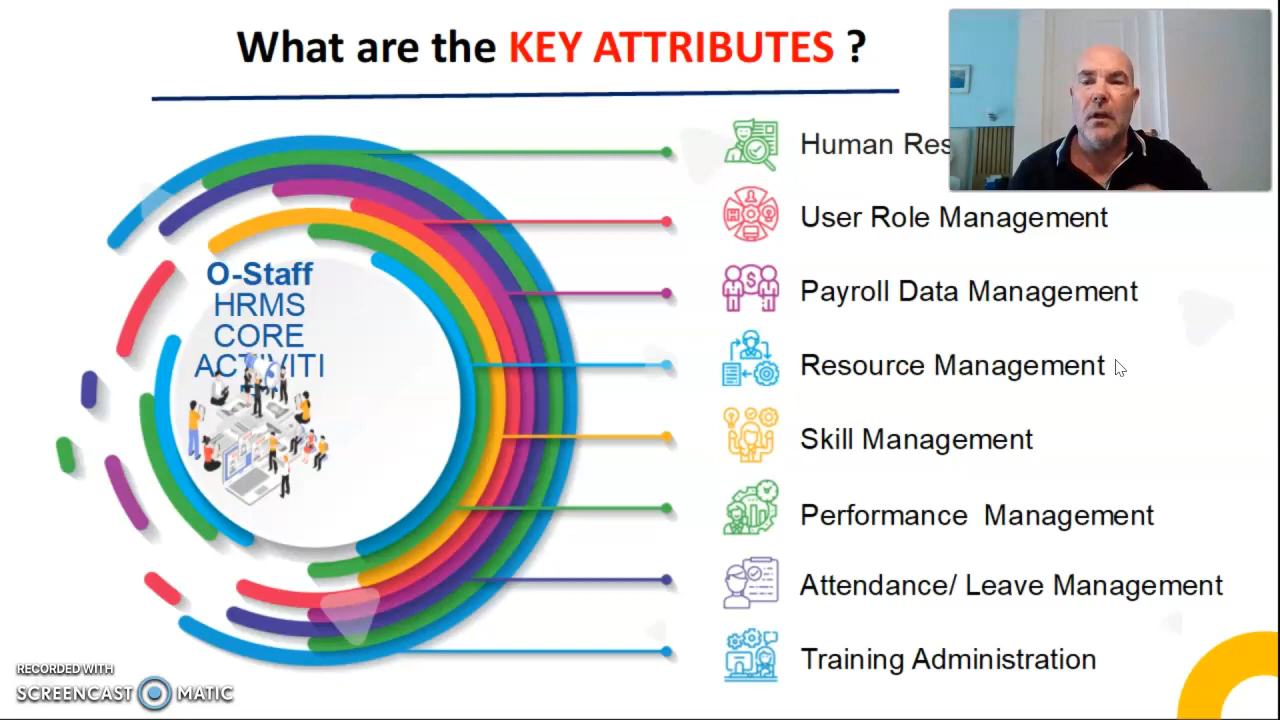 What are the KEY ATTRIBUTES ?
Human Res
User Role Management
O-Staff
HRMS
CORE
ACTIVITI
Payroll Data Management
Resource Management
Skill Management
Performance Management
Attendance/ Leave Management
Training Administration
RECORDED WITH
SCREENCAST MATIC